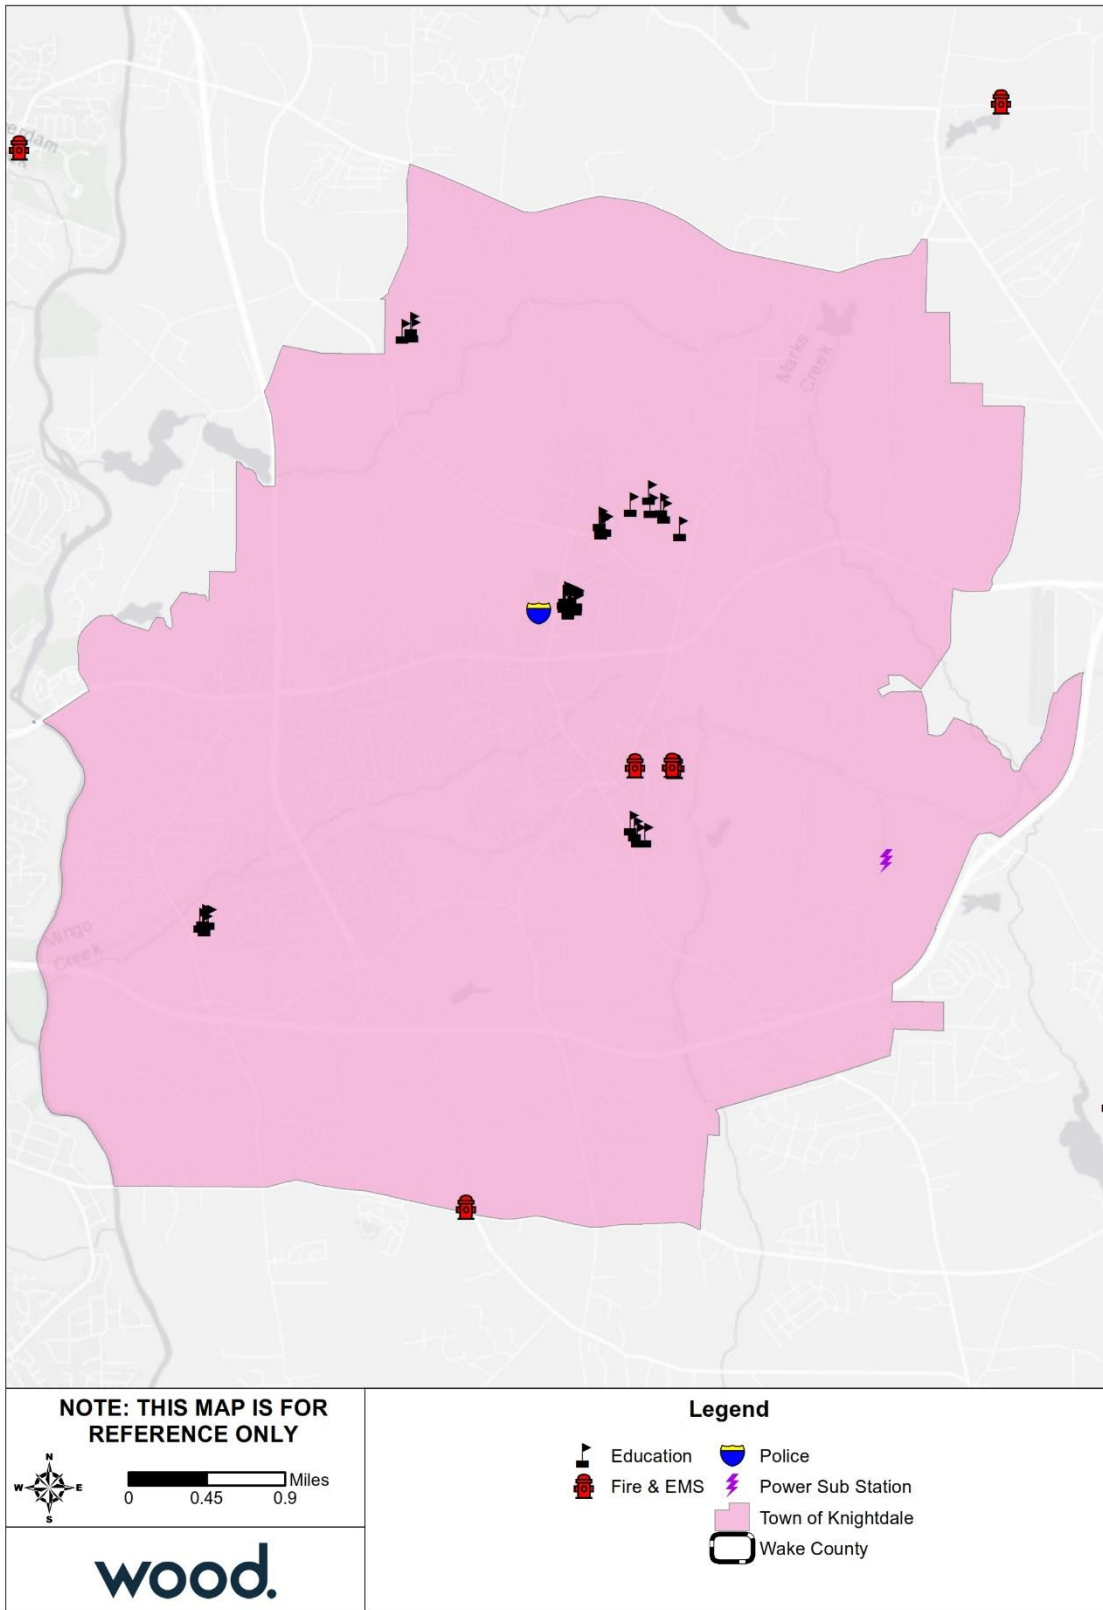 Marks
Creek
Mingo
Creek
NOTE: THIS MAP IS FOR
REFERENCE ONLY
N
W E
S
Miles
0 0.45 0.9
wood.
Legend
Education
Police
Fire & EMS
Power Sub Station
Town of Knightdale
Wake County